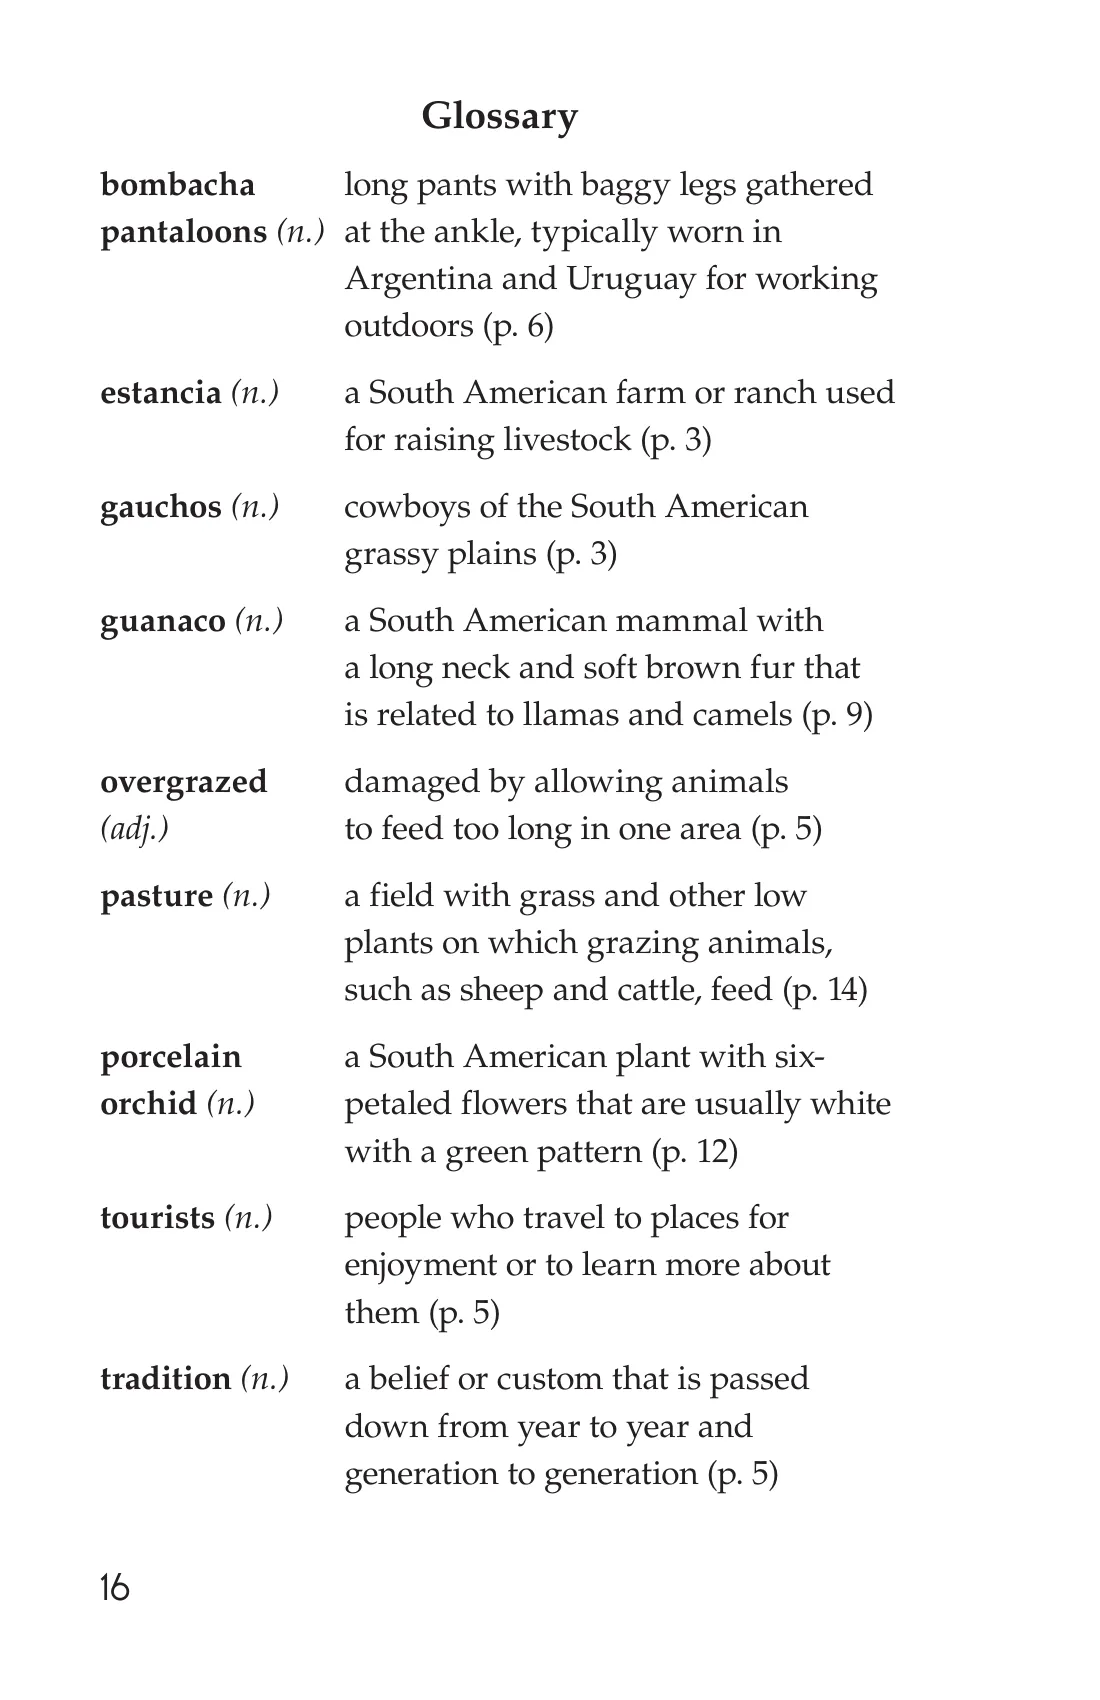 Glossary
bombacha long pants with baggy legs gathered
pantaloons (n.) at the ankle, typically worn in
Argentina and Uruguay for working
outdoors (p. 6)
estancia (n.) a South American farm or ranch used
for raising livestock (p. 3)
gauchos (n.) cowboys of the South American
grassy plains (p. 3)
guanaco (n.) a South American mammal with
a long neck and soft brown fur that
is related to llamas and camels (p. 9)
overgrazed damaged by allowing animals
(adj.) to feed too long in one area (p. 5)
pasture (n.) a field with grass and other low
plants on which grazing animals,
such as sheep and cattle, feed (p. 14)
porcelain a South American plant with six-
orchid (n.) petaled flowers that are usually white
with a green pattern (p. 12)
tourists (n.) people who travel to places for
enjoyment or to learn more about
them (p. 5)
tradition (n.) a belief or custom that is passed
down from year to year and
generation to generation (p. 5)
16